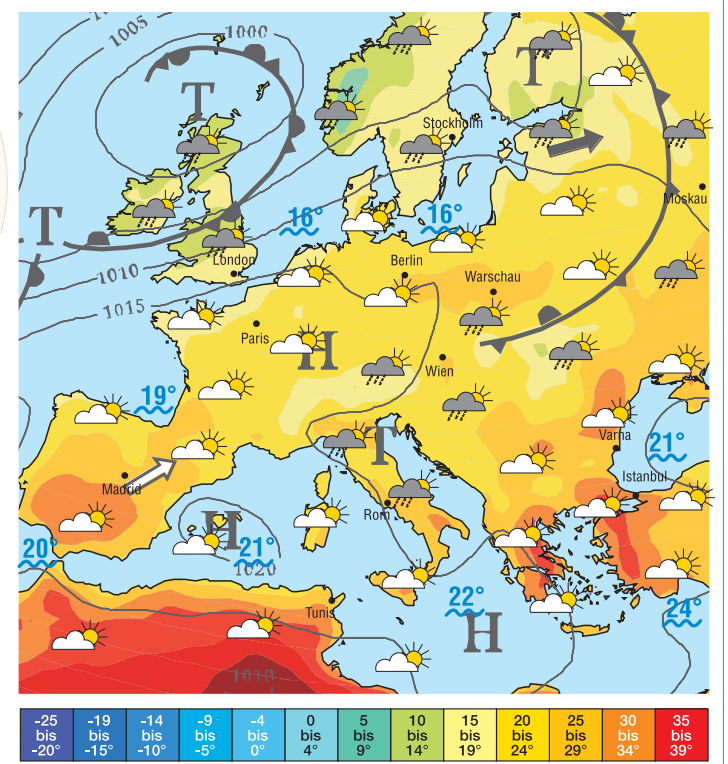 1005
1000
T
T
Stockholm
Moskau
16°
16°
T
London
Berlin
1010
Warschau
1015
Paris
H
Wien
19°
Varna
T
21°
Madrid
Istanbul
Rom
H
20°
21°
1020
22°
24°
Tunis
H
1010
-25 bis -20°
-19 bis -15°
-14 bis -10°
-9 bis -5°
-4 bis 0°
0 bis 4°
5 bis 9°
10 bis 14°
15 bis 19°
20 bis 24°
25 bis 29°
30 bis 34°
35 bis 39°